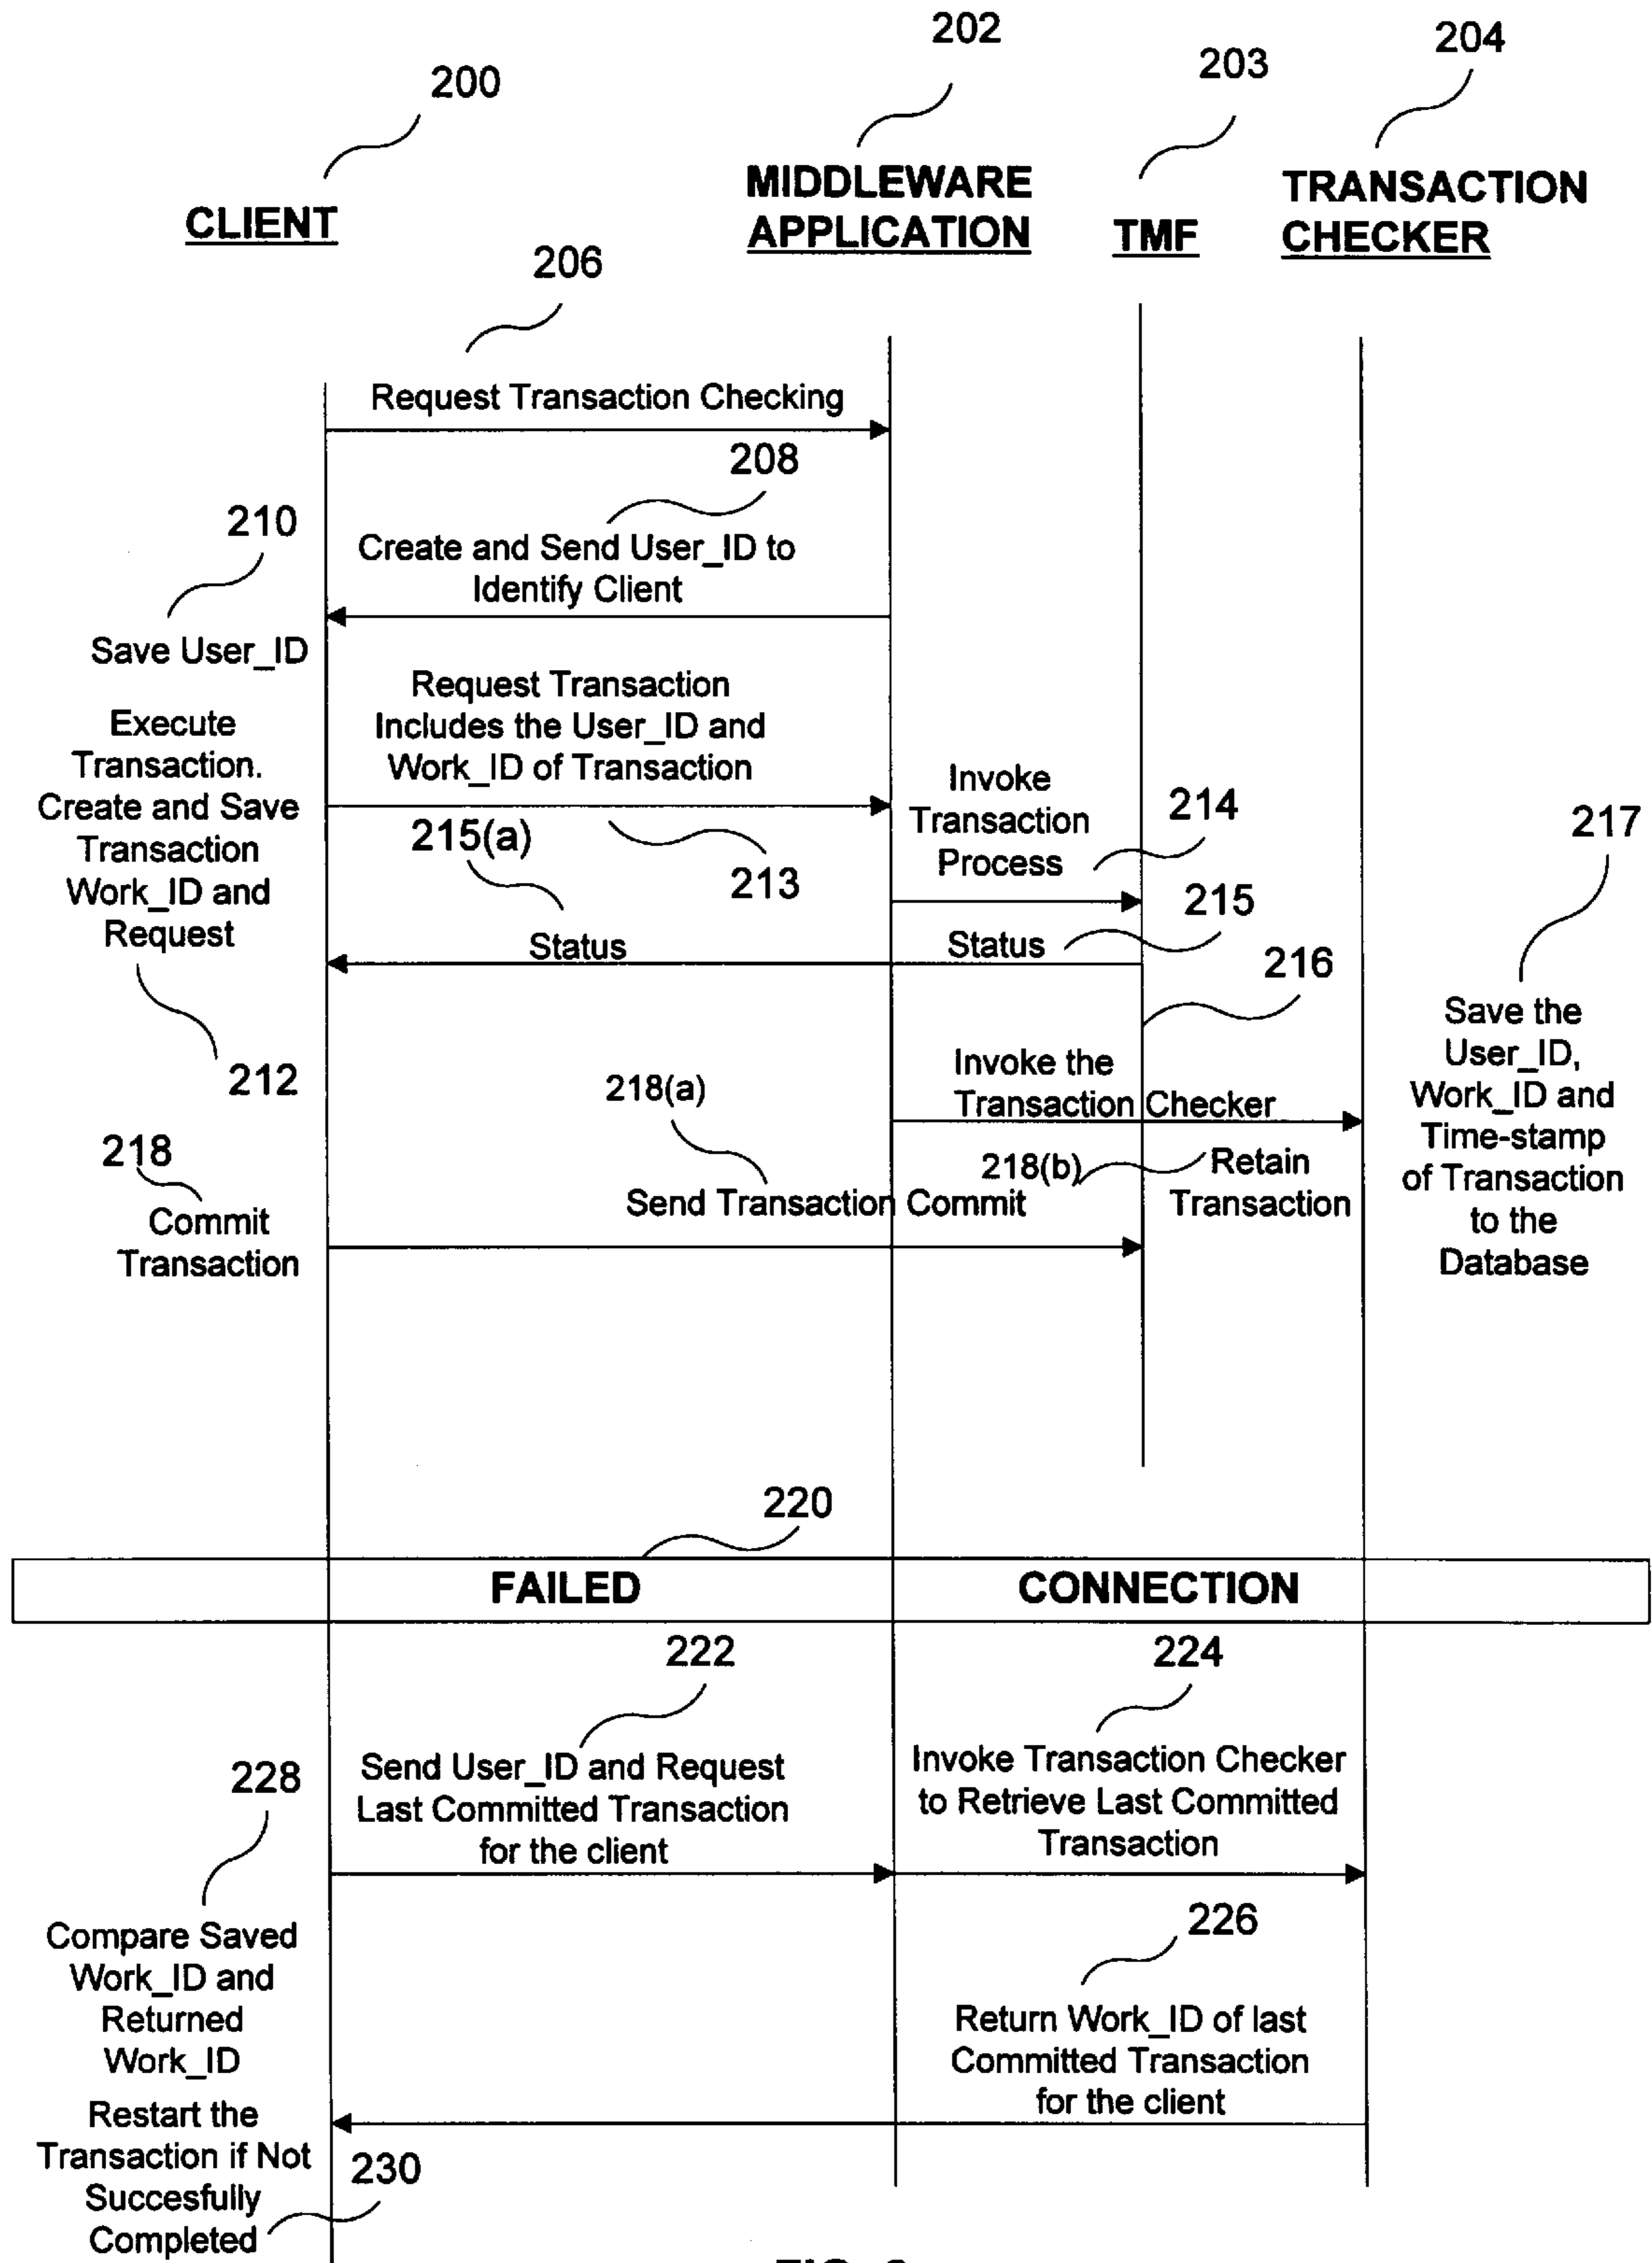 202
204
203
200
MIDDLEWARE
APPLICATION
TRANSACTION
CHECKER
CLIENT
TMF
206
Request Transaction Checking
208
210
Create and Send User_ID to
Identify Client
Save User_ID
Request Transaction
Includes the User_ID and
Work_ID of Transaction
Execute
Transaction.
Create and Save
Transaction
Work_ID and
Request
Invoke
Transaction
Process
214
217
215(a)
213
215
Status
Status
216
212
Save the
User_ID,
Work_ID and
Time-stamp
of Transaction
to the
Database
Invoke the
Transaction Checker
218(a)
218
218(b)
Retain
Transaction
Send Transaction Commit
Commit
Transaction
220
FAILED CONNECTION
222
224
228
Send User_ID and Request
Last Committed Transaction
for the client
Invoke Transaction Checker
to Retrieve Last Committed
Transaction
226
Compare Saved
Work_ID and
Returned
Work_ID
Return Work_ID of last
Committed Transaction
for the client
Restart the
Transaction if Not
Succesfully
Completed
230